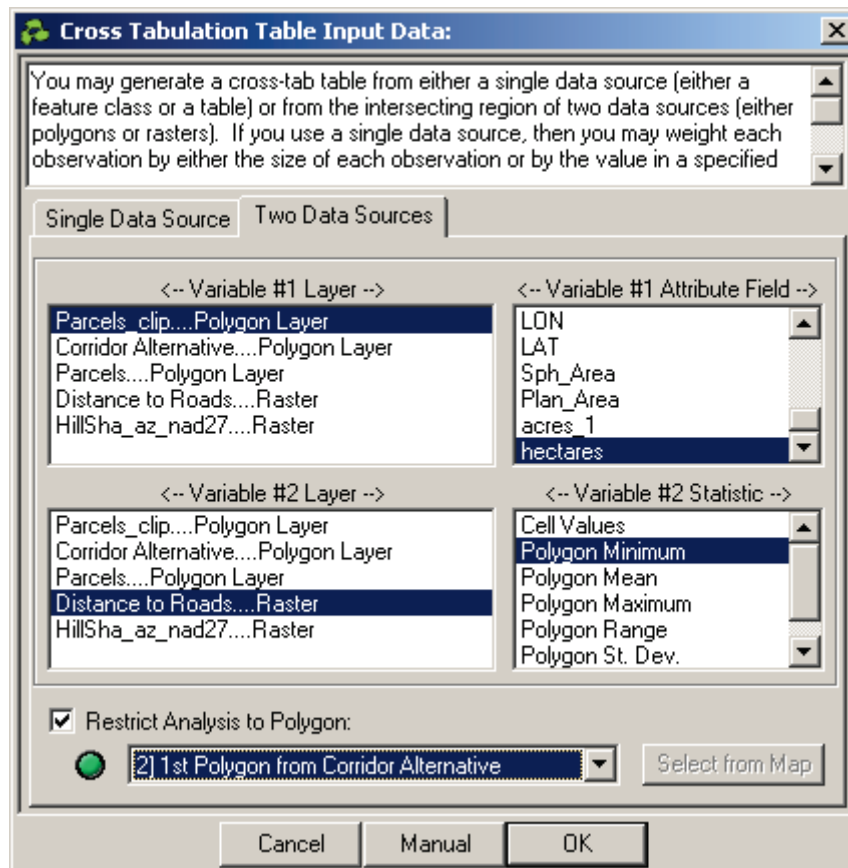 Cross Tabulation Table Input Data:
You may generate a cross-tab table from either a single data source (either a
feature class or a table) or from the intersecting region of two data sources (either
polygons or rasters).  If you use a single data source, then you may weight each
observation by either the size of each observation or by the value in a specified
Single Data Source
Two Data Sources
<-- Variable #1 Layer -->
Parcels_clip....Polygon Layer
Corridor Alternative....Polygon Layer
Parcels....Polygon Layer
Distance to Roads....Raster
HillSha_az_nad27....Raster
<-- Variable #1 Attribute Field -->
LON
LAT
Sph_Area
Plan_Area
acres_1
hectares
<-- Variable #2 Layer -->
Parcels_clip....Polygon Layer
Corridor Alternative....Polygon Layer
Parcels....Polygon Layer
Distance to Roads....Raster
HillSha_az_nad27....Raster
<-- Variable #2 Statistic -->
Cell Values
Polygon Minimum
Polygon Mean
Polygon Maximum
Polygon Range
Polygon St. Dev.
Restrict Analysis to Polygon:
2] 1st Polygon from Corridor Alternative
Select from Map
Cancel
Manual
OK